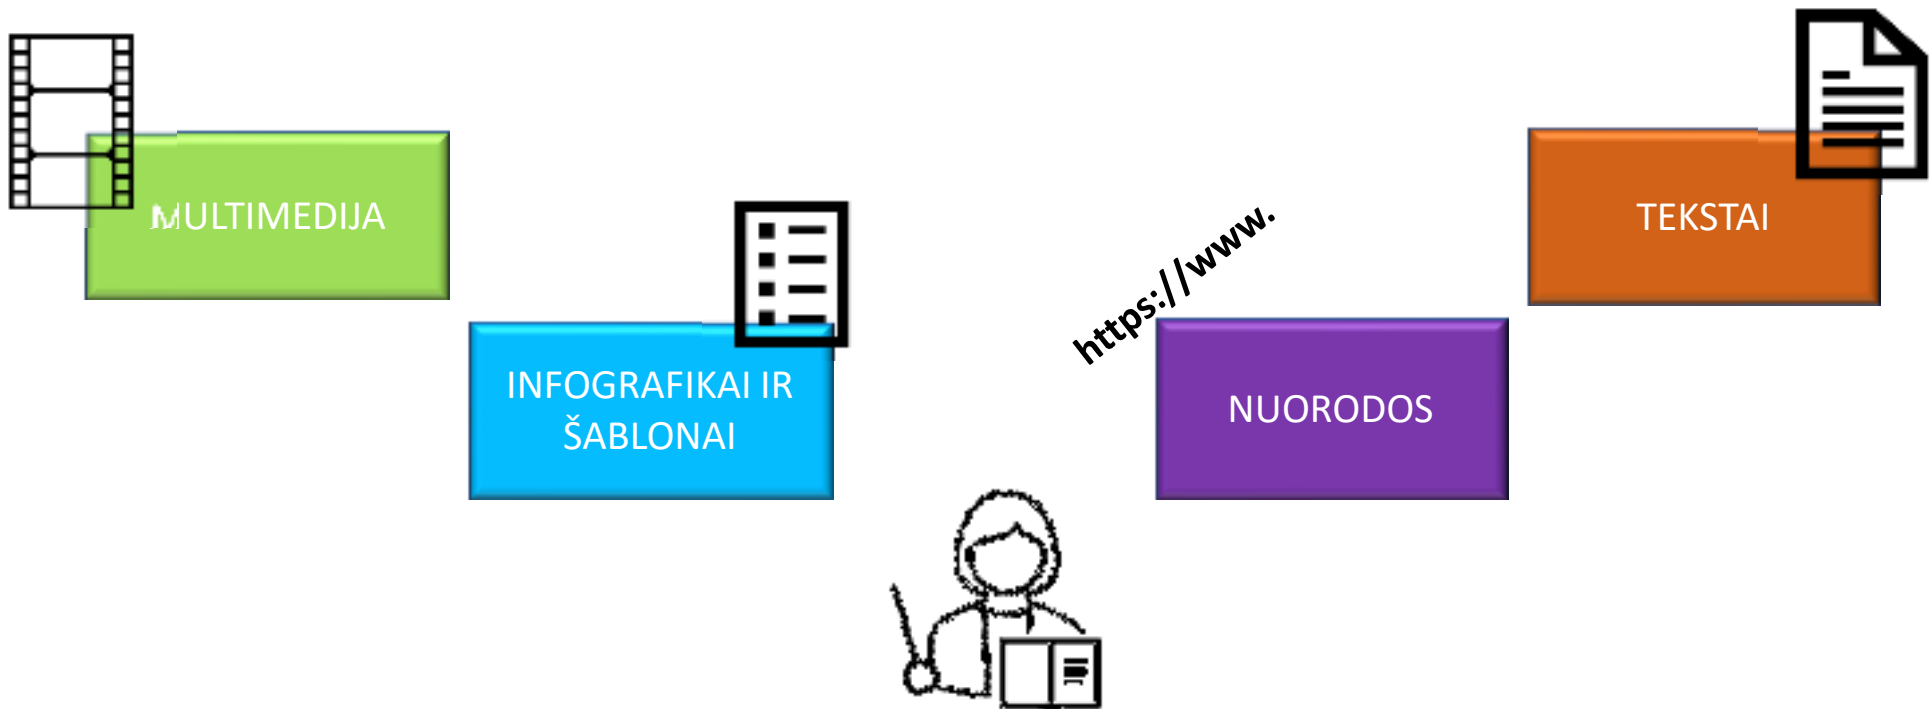 MULTIMEDIJA
INFOGRAFIKAI IR
ŠABLONAI
https://www.
NUORODOS
TEKSTAI